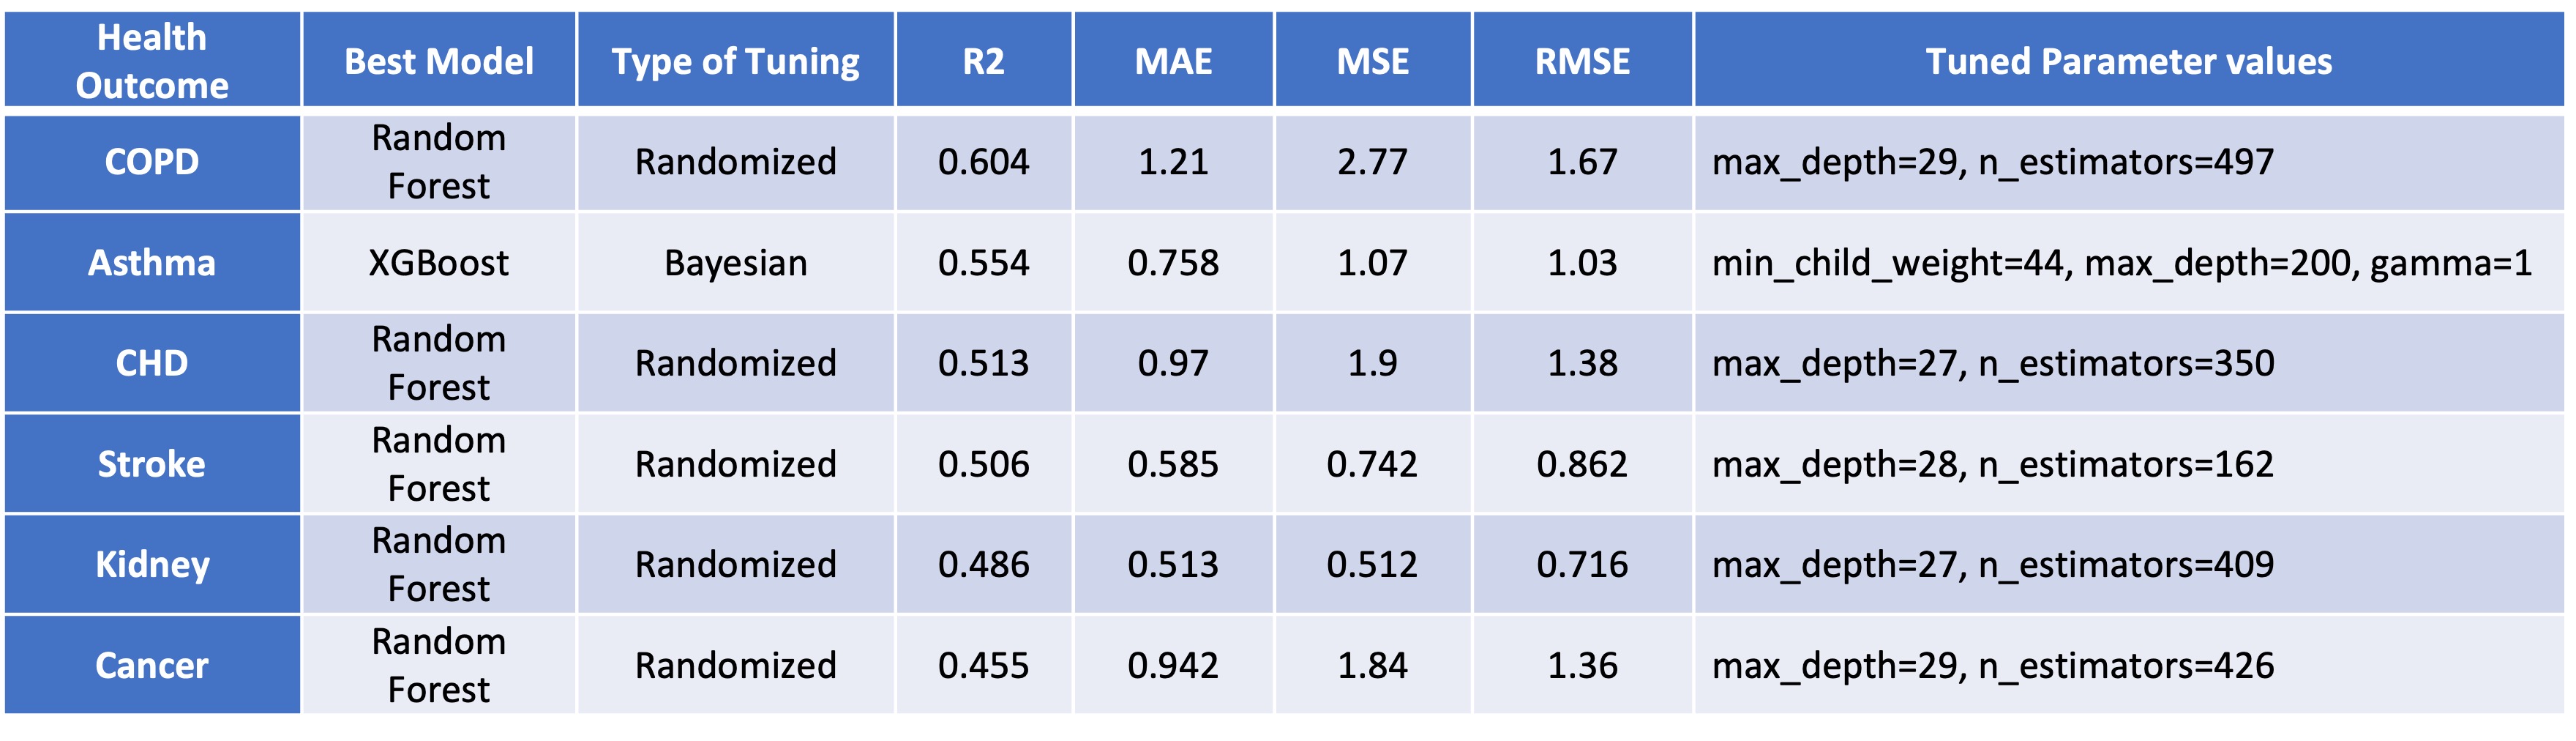 Health
Outcome
Best Model
Type of Tuning
R2
MAE
MSE
RMSE
Tuned Parameter values
COPD
Random
Forest
Randomized
0.604
1.21
2.77
1.67
max_depth=29, n_estimators=497
Asthma
XGBoost
Bayesian
0.554
0.758
1.07
1.03
min_child_weight=44, max_depth=200, gamma=1
CHD
Random
Forest
Randomized
0.513
0.97
1.9
1.38
max_depth=27, n_estimators=350
Stroke
Random
Forest
Randomized
0.506
0.585
0.742
0.862
max_depth=28, n_estimators=162
Kidney
Random
Forest
Randomized
0.486
0.513
0.512
0.716
max_depth=27, n_estimators=409
Cancer
Random
Forest
Randomized
0.455
0.942
1.84
1.36
max_depth=29, n_estimators=426